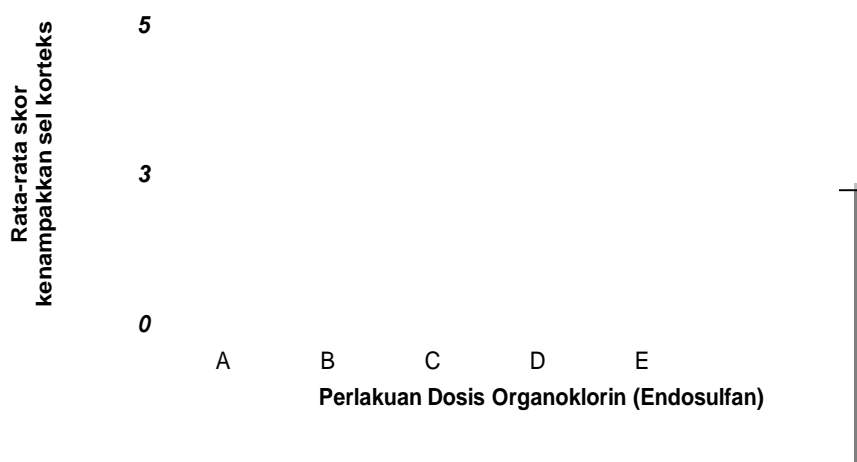 Rata-rata skor
kenampakkan sel korteks
5
3
0
A B C D E
Perlakuan Dosis Organoklorin (Endosulfan)